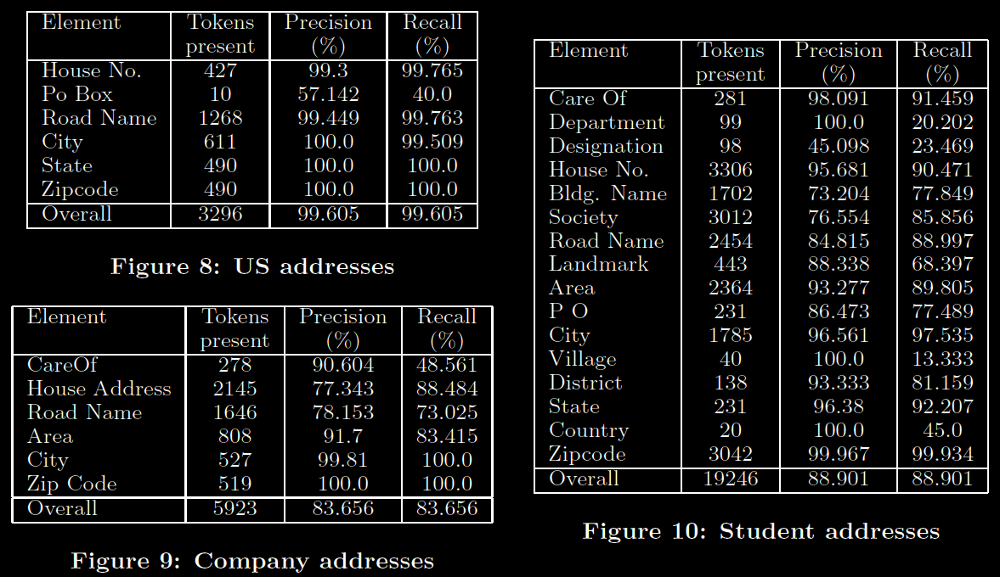 Element Tokens Precision Recall
present (%) (%)
House No. 427 99.3 99.765
Po Box 10 57.142 40.0
Road Name 1268 99.449 99.763
City 611 100.0 99.509
State 490 100.0 100.0
Zipcode 490 100.0 100.0
Overall 3296 99.605 99.605
Figure 8: US addresses
Element Tokens Precision Recall
present (%) (%)
CareOf 278 90.604 48.561
House Address 2145 77.343 88.484
Road Name 1646 78.153 73.025
Area 808 91.7 83.415
City 527 99.81 100.0
Zip Code 519 100.0 100.0
Overall 5923 83.656 83.656
Figure 9: Company addresses
Element Tokens Precision Recall
present (%) (%)
Care Of 281 98.091 91.459
Department 99 100.0 20.202
Designation 98 45.098 23.469
House No. 3306 95.681 90.471
Bldg. Name 1702 73.204 77.849
Society 3012 76.554 85.856
Road Name 2454 84.815 88.997
Landmark 443 88.338 68.397
Area 2364 93.277 89.805
P O 231 86.473 77.489
City 1785 96.561 97.535
Village 40 100.0 13.333
District 138 93.333 81.159
State 231 96.38 92.207
Country 20 100.0 45.0
Zipcode 3042 99.967 99.934
Overall 19246 88.901 88.901
Figure 10: Student addresses